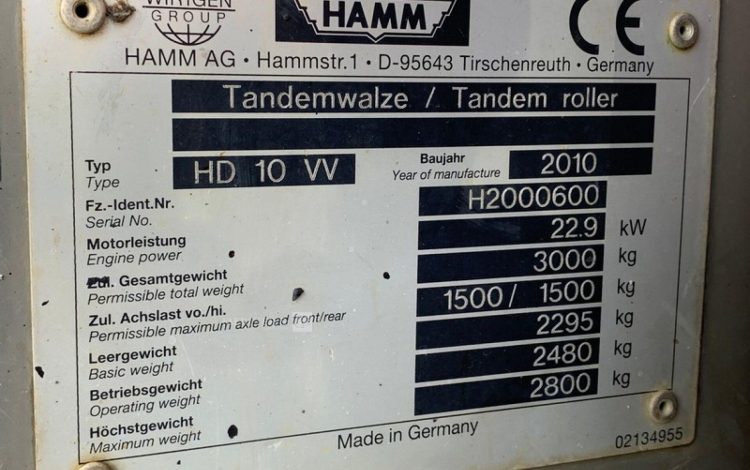 WIRTGEN
GROUP
HAMM
CE
HAMM AG · Hammstr.1 · D-95643 Tirschenreuth · Germany
Tandemwalze / Tandem roller
Typ
Type
HD 10 VV
Baujahr
Year of manufacture
2010
Fz.-Ident.Nr.
Serial No.
H2000600
Motorleistung
Engine power
22.9 kW
Zul. Gesamtgewicht
Permissible total weight
3000 kg
Zul. Achslast vo./hi.
Permissible maximum axle load front/rear
1500 / 1500 kg
Leergewicht
Basic weight
2295 kg
Betriebsgewicht
Operating weight
2480 kg
Höchstgewicht
Maximum weight
2800 kg
Made in Germany
02134955